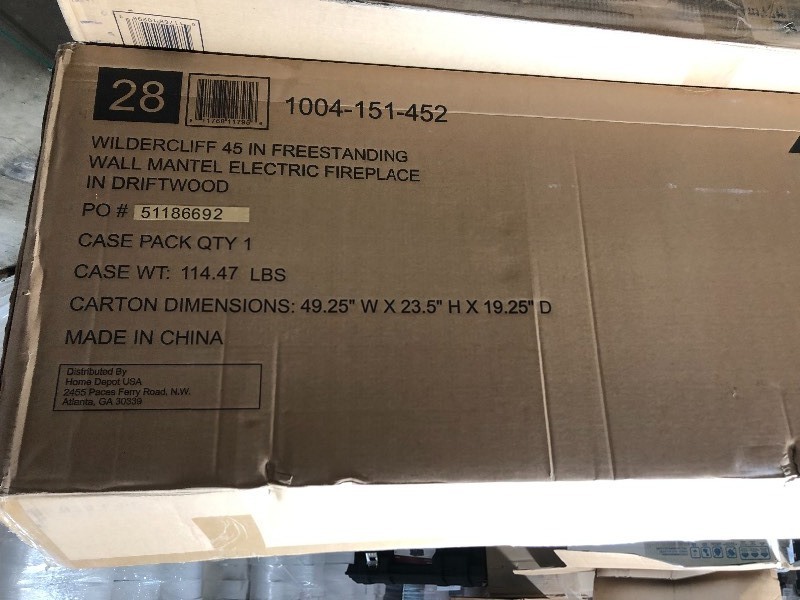 28 1004-151-452
WILDERCLIFF 45 IN FREESTANDING
WALL MANTEL ELECTRIC FIREPLACE
IN DRIFTWOOD
PO # 51186692
CASE PACK QTY 1
CASE WT: 114.47 LBS
CARTON DIMENSIONS: 49.25" W X 23.5" H X 19.25" D
MADE IN CHINA
Distributed By
Home Depot USA
2455 Paces Ferry Road, N.W.
Atlanta, GA 30339